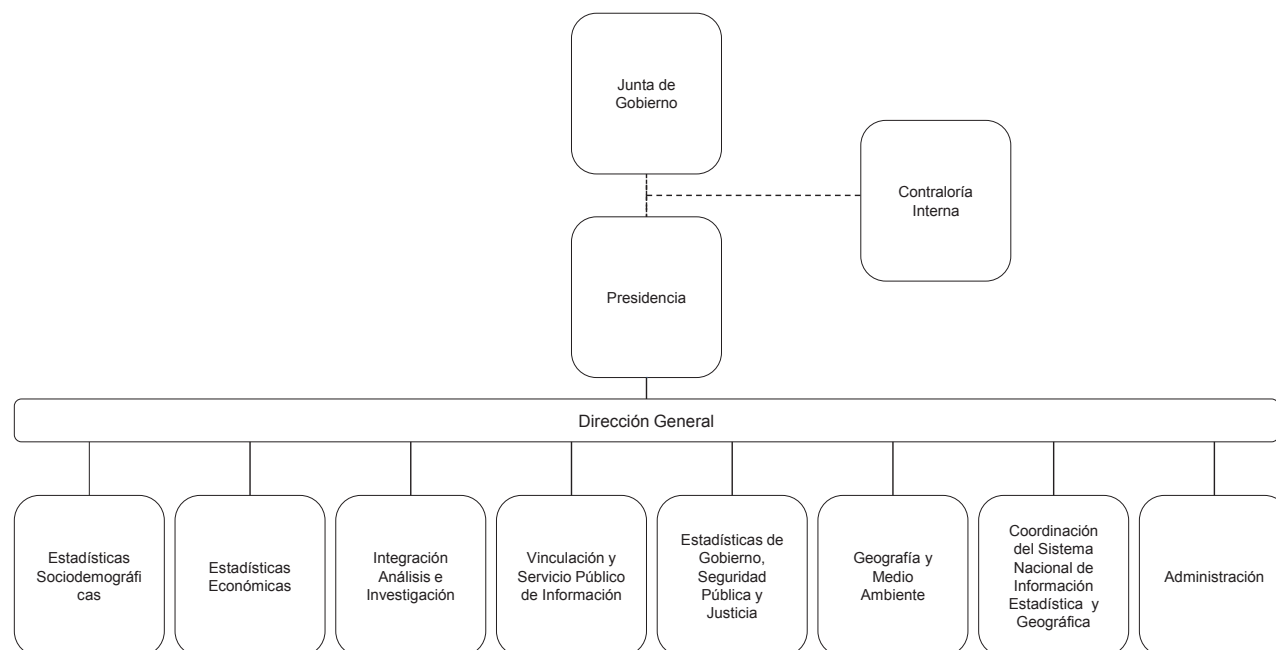 Junta de
Gobierno
Contraloría
Interna
Presidencia
Dirección General
Estadísticas
Sociodemográfi
cas
Estadísticas
Económicas
Integración
Análisis e
Investigación
Vinculación y
Servicio Público
de Información
Estadísticas de
Gobierno,
Seguridad
Pública y
Justicia
Geografía y
Medio
Ambiente
Coordinación
del Sistema
Nacional de
Información
Estadística y
Geográfica
Administración